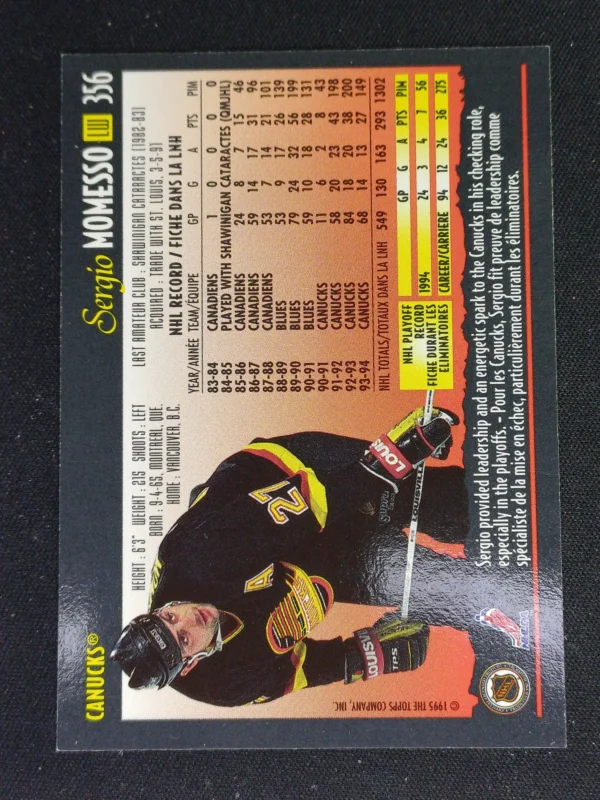 CANUCKS®
Sergio MOMESSO LW 356
HEIGHT : 6'3" WEIGHT : 215 SHOOTS : LEFT
BORN : 9-4-65, MONTREAL, QUE.
HOME : VANCOUVER, B.C.
LAST AMATEUR CLUB : SHAWINIGAN CATARACTES (1982-83)
ACQUIRED : TRADE WITH ST. LOUIS, 3-5-91
NHL RECORD / FICHE DANS LA LNH
YEAR/ANNÉE TEAM/ÉQUIPE GP G A PTS PIM
83-84 CANADIENS 1 0 0 0 0
84-85 PLAYED WITH SHAWINIGAN CATARACTES (QMJHL)
85-86 CANADIENS 24 8 7 15 46
86-87 CANADIENS 59 14 17 31 96
87-88 CANADIENS 53 7 14 21 101
88-89 BLUES 53 9 17 26 139
89-90 BLUES 79 24 32 56 199
90-91 BLUES 59 10 18 28 131
90-91 CANUCKS 11 6 2 8 43
91-92 CANUCKS 58 20 23 43 198
92-93 CANUCKS 84 18 20 38 200
93-94 CANUCKS 68 14 13 27 149
NHL TOTALS/TOTAUX DANS LA LNH 549 130 163 293 1302
NHL PLAYOFF GP G A PTS PIM
RECORD 1994 24 3 4 7 56
FICHE DURANT LES
ÉLIMINATOIRES CAREER/CARRIÈRE 94 12 24 36 275
27
A
LOUIS
LOUISVILLE
LOUISV
TPS
Sergio provided leadership and an energetic spark to the Canucks in his checking role,
especially in the playoffs. - Pour les Canucks, Sergio fit preuve de leadership comme
spécialiste de la mise en échec, particulièrement durant les éliminatoires.
© 1995 THE TOPPS COMPANY, INC.
NHL